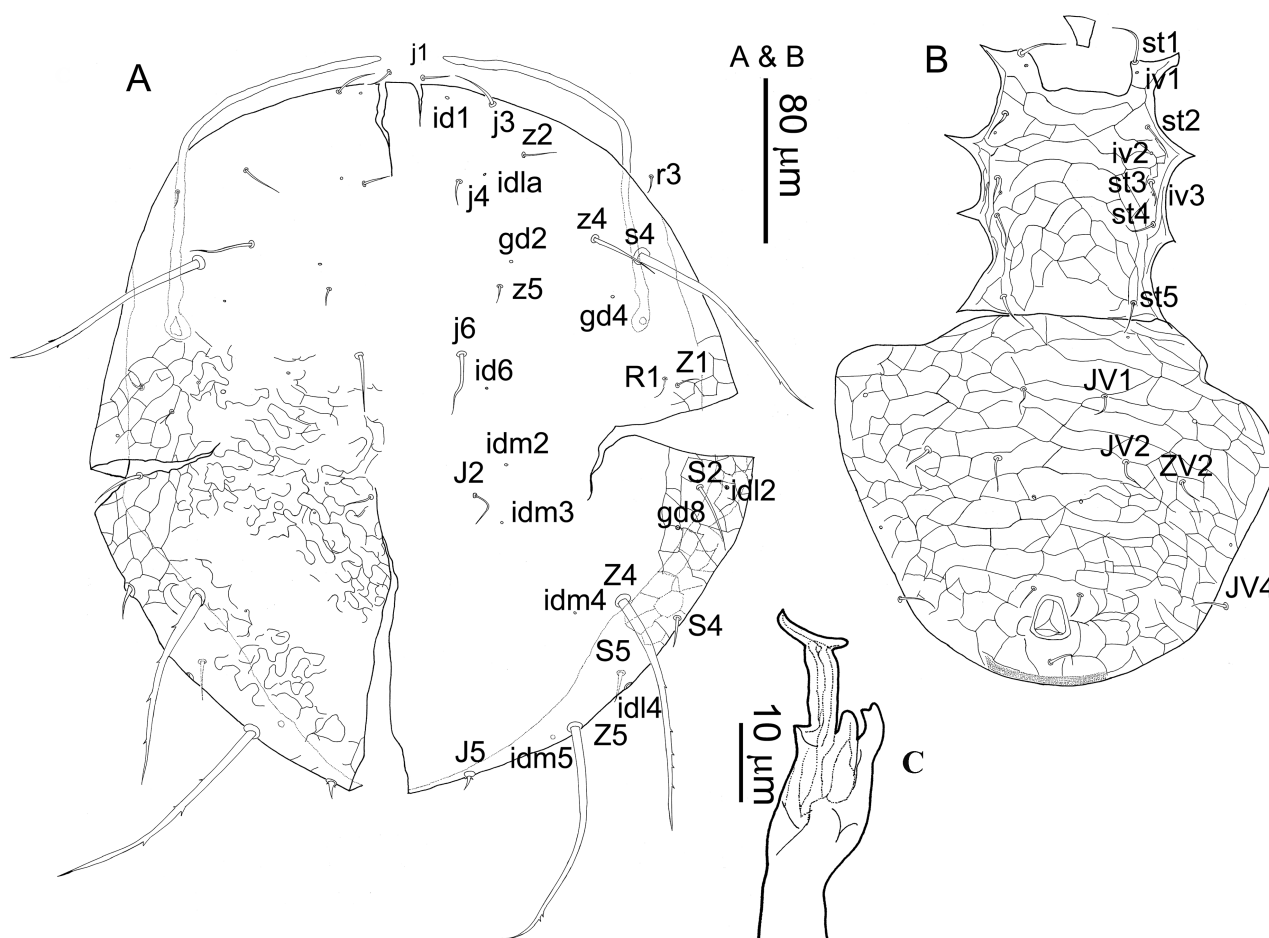 A
j1
A & B
80 µm
id1
j3
z2
j4
idla
r3
gd2
z4
s4
z5
gd4
j6
id6
R1
Z1
idm2
J2
idm3
S2
idl2
gd8
Z4
idm4
S4
S5
idl4
J5
idm5
Z5
B
st1
iv1
st2
iv2
st3
iv3
st4
st5
JV1
JV2
ZV2
JV4
10 µm
C